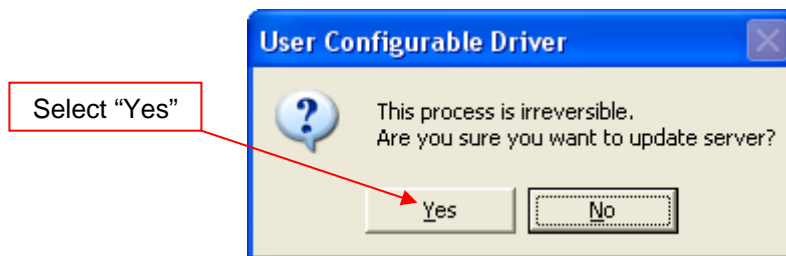 User Configurable Driver
Select “Yes”
This process is irreversible.
Are you sure you want to update server?
Yes
No